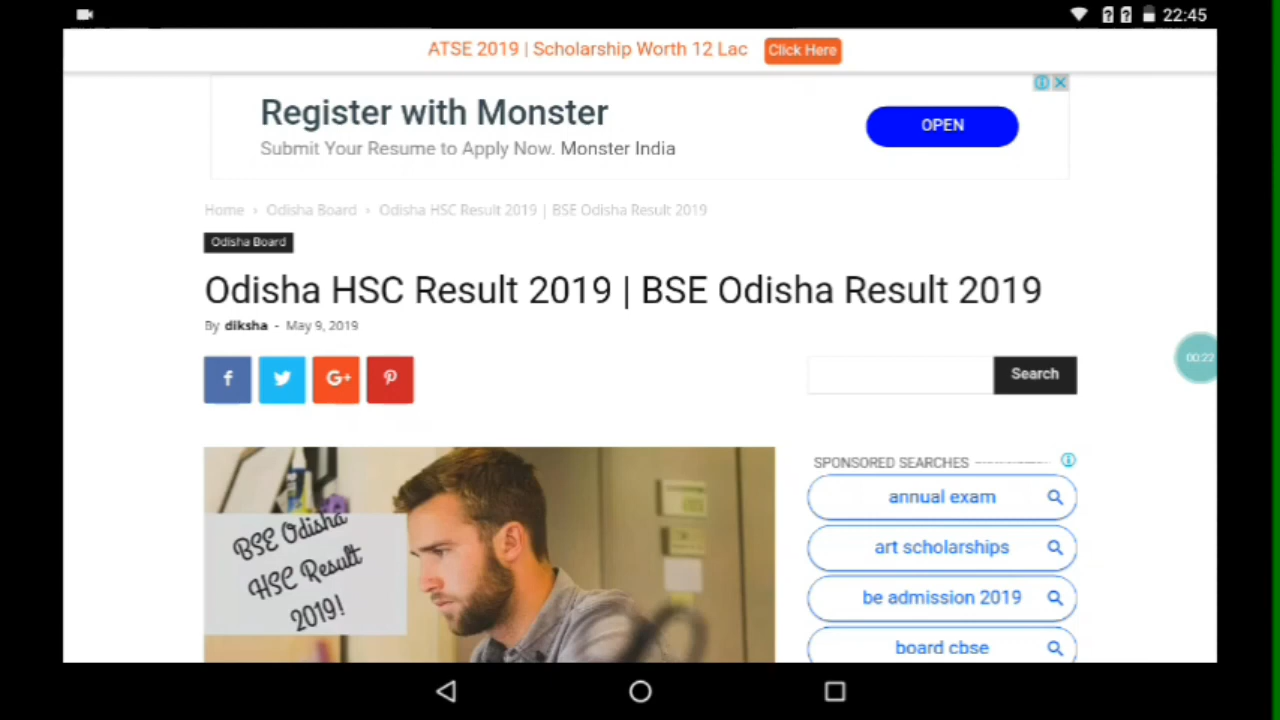 22:45
ATSE 2019 | Scholarship Worth 12 Lac Click Here
Register with Monster
Submit Your Resume to Apply Now. Monster India
OPEN
Home › Odisha Board › Odisha HSC Result 2019 | BSE Odisha Result 2019
Odisha Board
Odisha HSC Result 2019 | BSE Odisha Result 2019
By diksha - May 9, 2019
f G+
Search
00:22
BSE Odisha
HSC Result
2019!
SPONSORED SEARCHES
annual exam
art scholarships
be admission 2019
board cbse